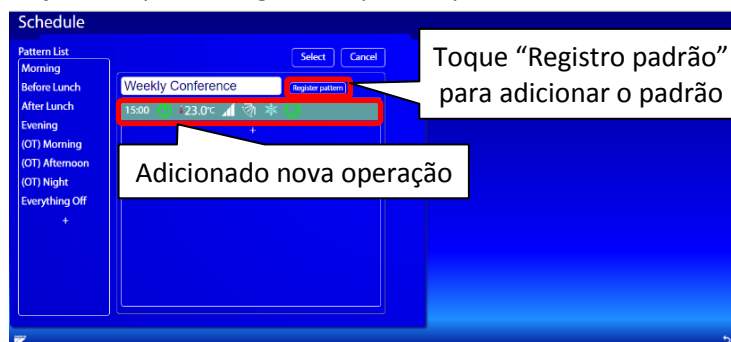 Schedule
Pattern List
Morning
Before Lunch
After Lunch
Evening
(OT) Morning
(OT) Afternoon
(OT) Night
Everything Off
+
Select Cancel
Weekly Conference Register pattern
15:00 23.0℃
+
Toque “Registro padrão”
para adicionar o padrão
Adicionado nova operação